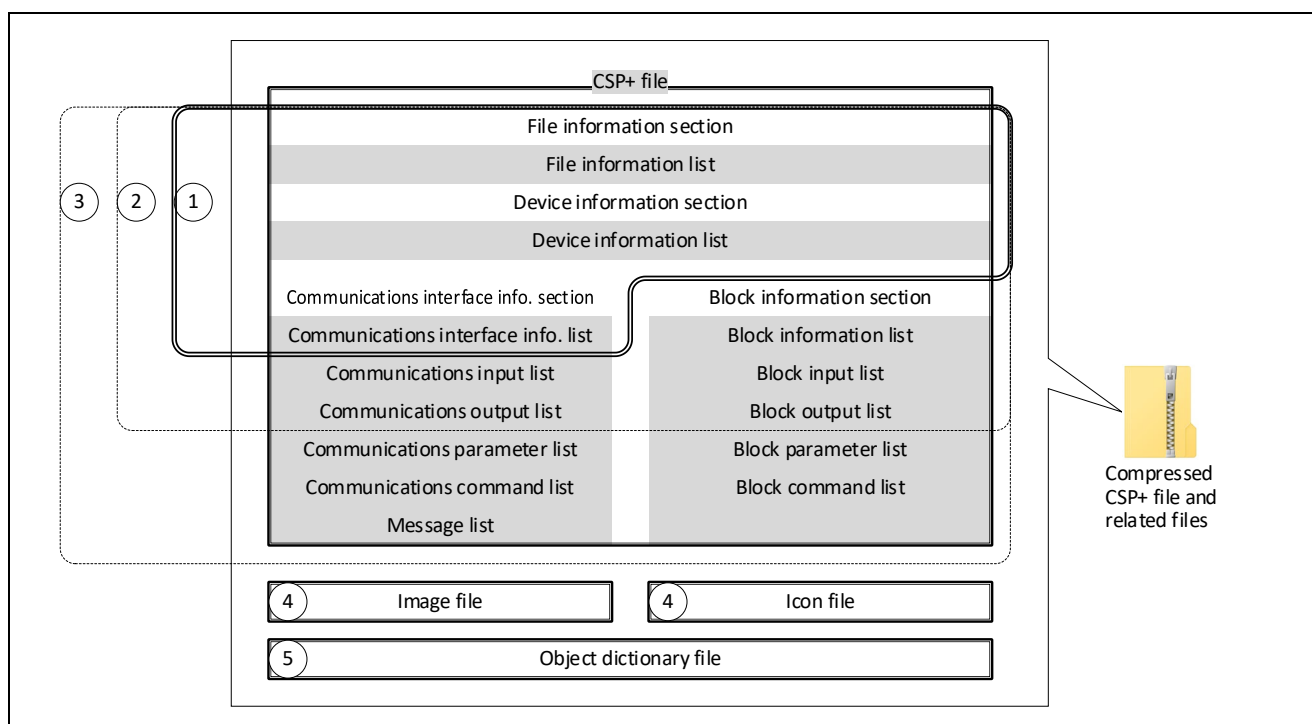 CSP+ file
File information section
File information list
Device information section
Device information list
3
2
1
Communications interface info. section
Block information section
Communications interface info. list
Block information list
Communications input list
Block input list
Communications output list
Block output list
Communications parameter list
Block parameter list
Communications command list
Block command list
Message list
Compressed
CSP+ file and
related files
4
Image file
4
Icon file
5
Object dictionary file